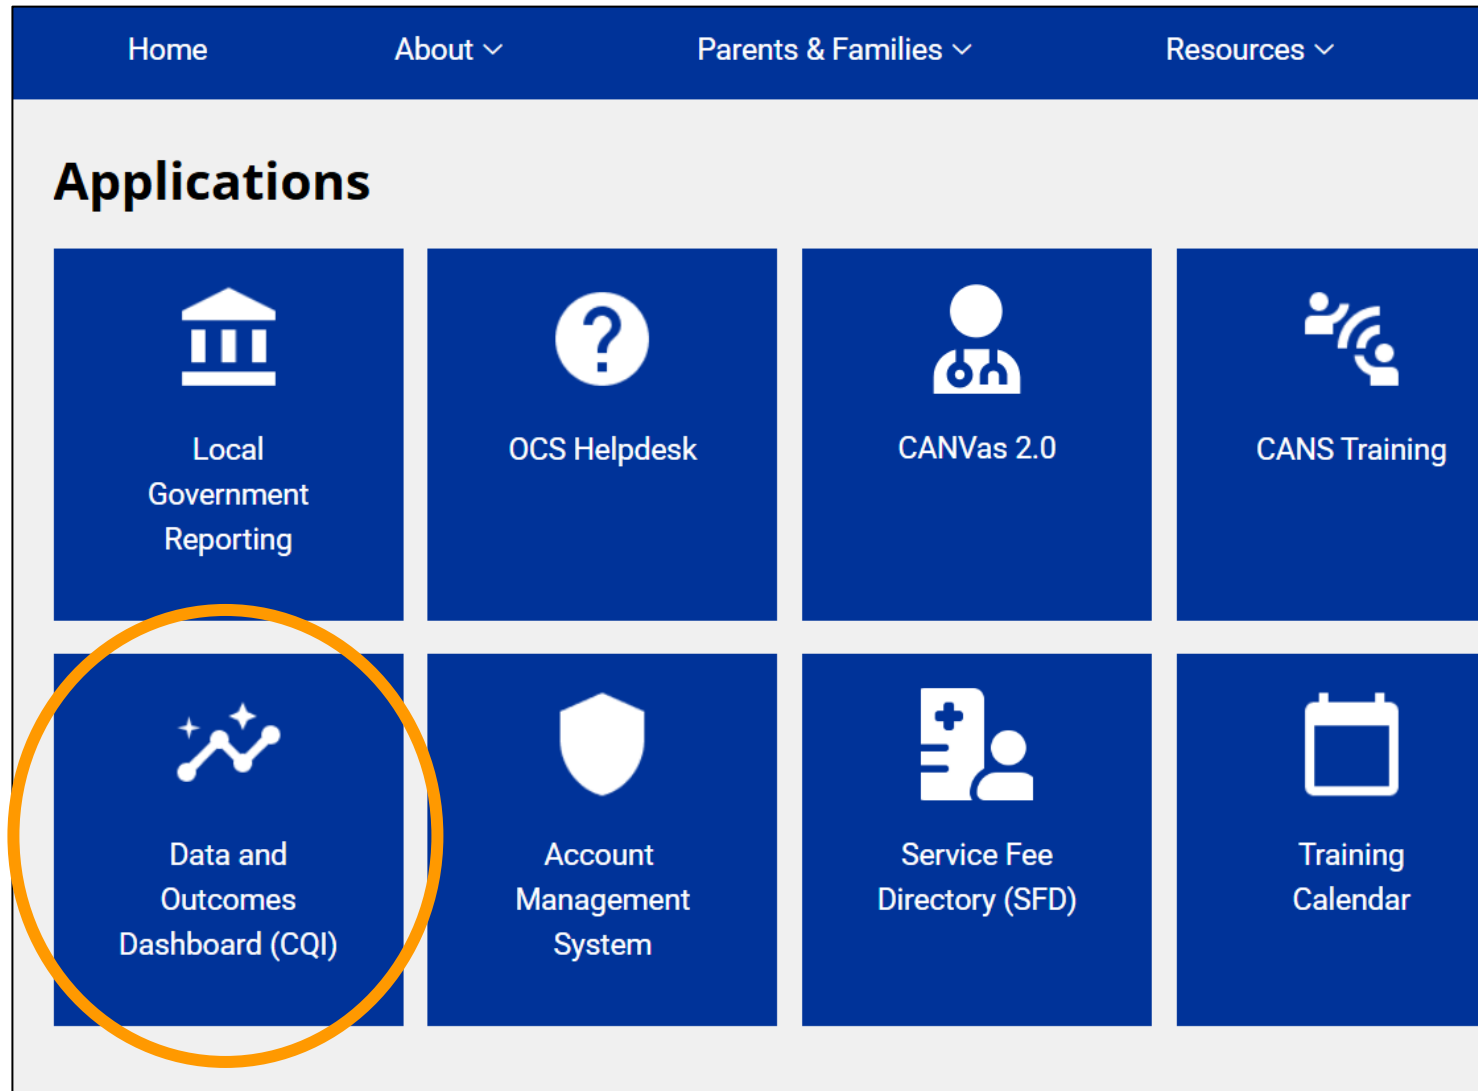 Home About Parents & Families Resources
Applications
Local
Government
Reporting
OCS Helpdesk
CANVas 2.0
CANS Training
Data and
Outcomes
Dashboard (CQI)
Account
Management
System
Service Fee
Directory (SFD)
Training
Calendar